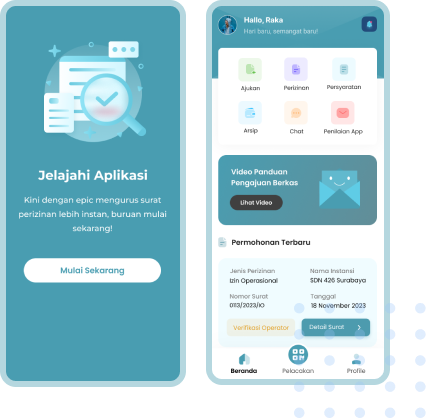 Jelajahi Aplikasi
Kini dengan epic mengurus surat
perizinan lebih instan, buruan mulai
sekarang!
Mulai Sekarang
Hallo, Raka
Hari baru, semangat baru!
Ajukan
Perizinan
Persyaratan
Arsip
Chat
Penilaian App
Video Panduan
Pengajuan Berkas
Lihat Video
Permohonan Terbaru
Jenis Perizinan
Nama Instansi
Izin Operasional
SDN 426 Surabaya
Nomor Surat
Tanggal
0113/2023/IO
18 November 2023
Verifikasi Operator
Detail Surat
Beranda
Pelacakan
Profile